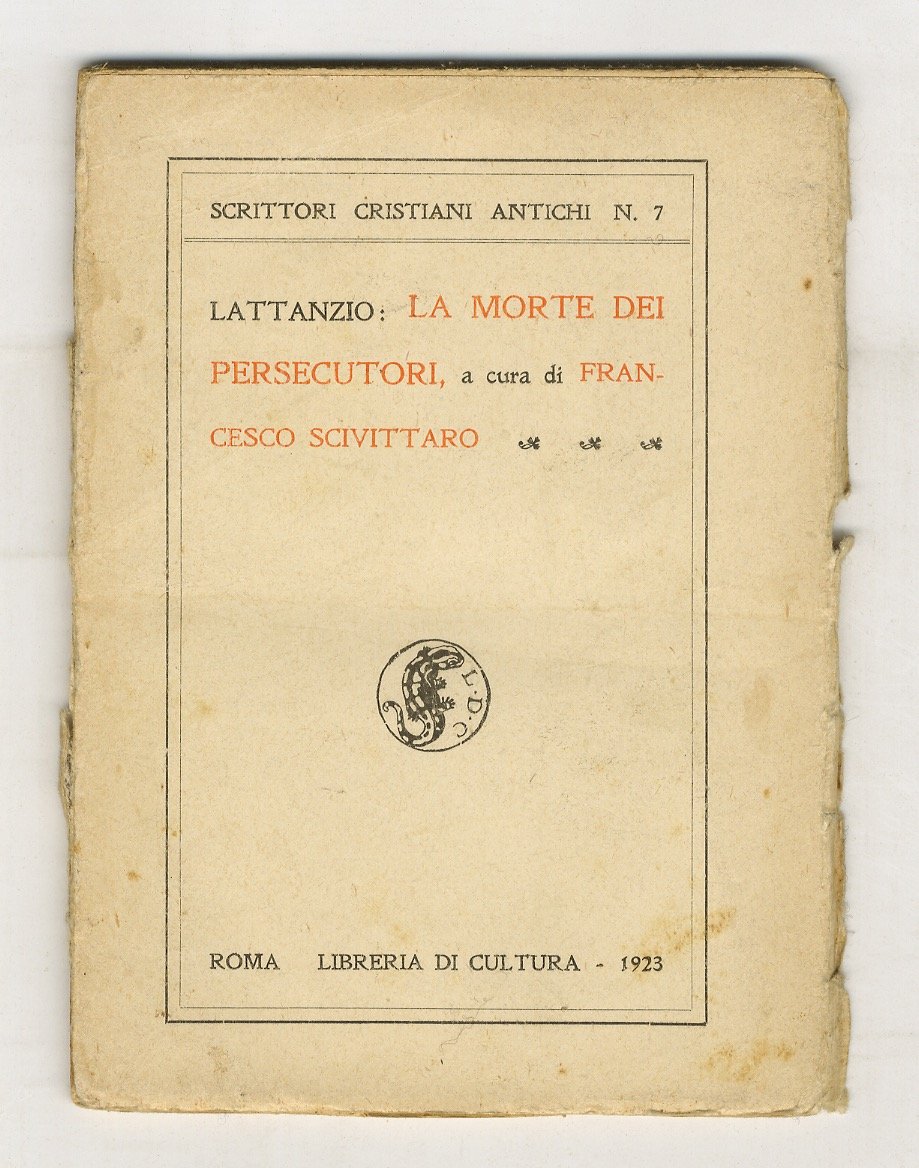 SCRITTORI CRISTIANI ANTICHI N. 7
LATTANZIO: LA MORTE DEI
PERSECUTORI, a cura di FRAN-
CESCO SCIVITTARO
L·D·C
ROMA LIBRERIA DI CULTURA - 1923